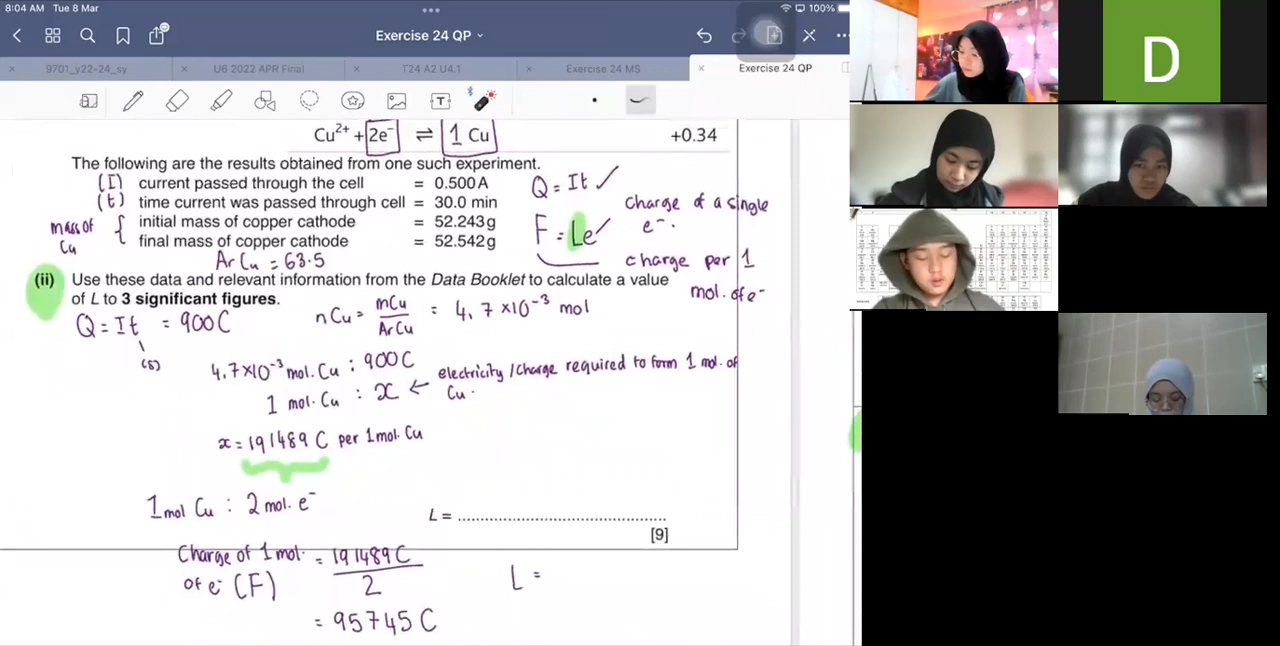 8:04 AM Tue 8 Mar
100%
Exercise 24 QP
9701_y22-24_sy
U6 2022 APR Final
T24 A2 U4.1
Exercise 24 MS
Exercise 24 QP
Cu²⁺ + 2e⁻ ⇌ 1 Cu +0.34
The following are the results obtained from one such experiment.
(I) current passed through the cell = 0.500 A
(t) time current was passed through cell = 30.0 min
mass of Cu { initial mass of copper cathode = 52.243 g
final mass of copper cathode = 52.542 g
Ar Cu = 63.5
Q = It ✓
F = Le ✓
charge of a single e⁻.
charge per 1 mol. of e⁻
(ii) Use these data and relevant information from the Data Booklet to calculate a value
of L to 3 significant figures.
Q = It = 900C
(s)
n Cu = mCu / Ar Cu = 4.7 × 10⁻³ mol
4.7×10⁻³ mol. Cu : 900C
1 mol. Cu : x ← electricity / charge required to form 1 mol. of Cu.
x = 191489 C per 1 mol. Cu
1 mol Cu : 2 mol. e⁻
L = ........................................
[9]
Charge of 1 mol. of e⁻ (F) = 191489 C / 2
= 95745 C
L =
D